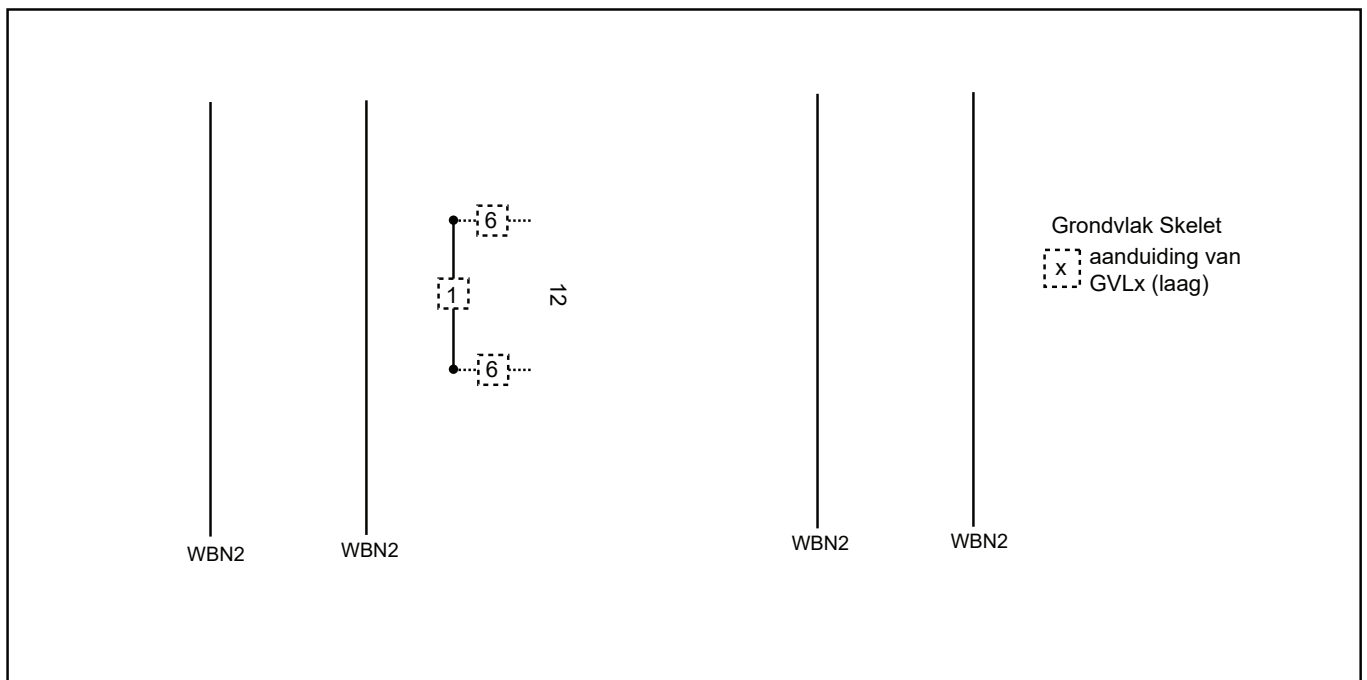 6
1
12
6
Grondvlak Skelet
x aanduiding van
GVLx (laag)
WBN2
WBN2
WBN2
WBN2